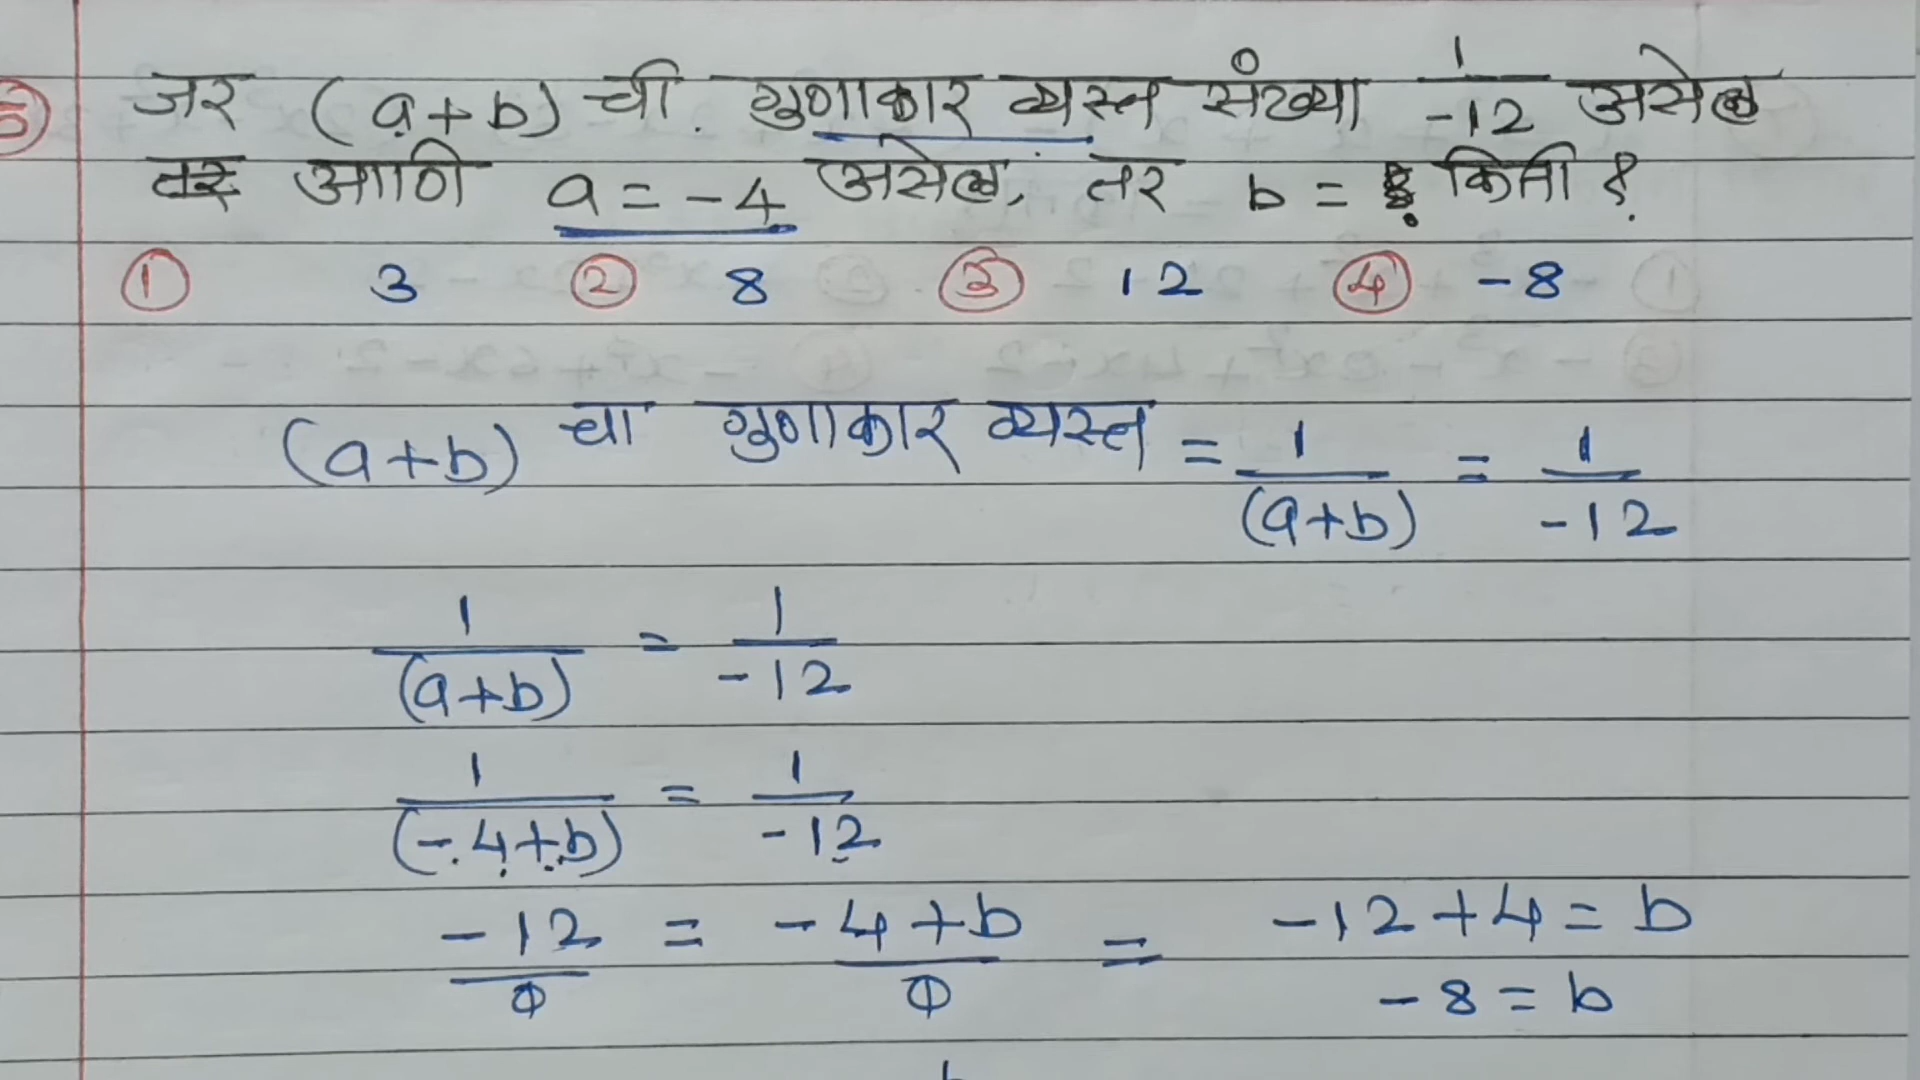 जर (a+b) ची गुणाकार व्यस्त संख्या 1/-12 असेल
तर आणि a = -4 असेल, तर b = किती?
① 3 ② 8 ③ 12 ④ -8
(a+b) चा गुणाकार व्यस्त = 1/(a+b) = 1/-12
1/(a+b) = 1/-12
1/(-4+b) = 1/-12
-12/1 = -4+b/1 = -12+4 = b
-8 = b